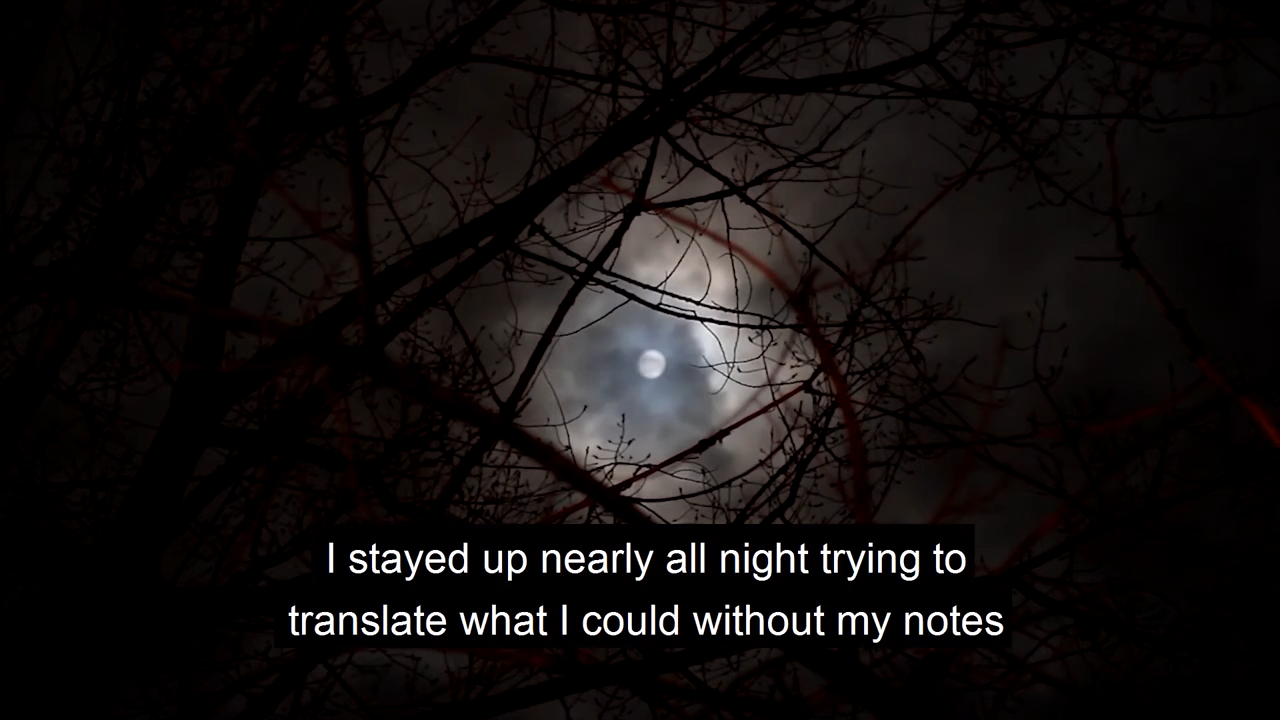 I stayed up nearly all night trying to
translate what I could without my notes